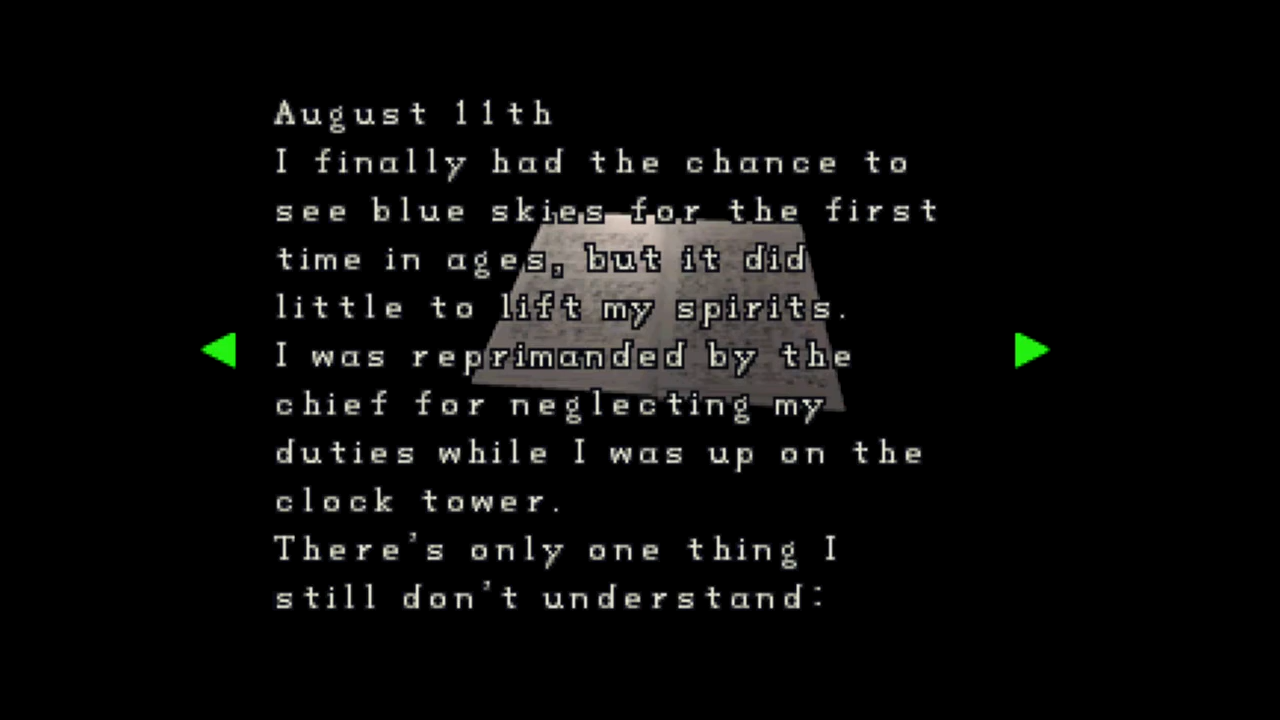 August 11th
I finally had the chance to
see blue skies for the first
time in ages, but it did
little to lift my spirits.
I was reprimanded by the
chief for neglecting my
duties while I was up on the
clock tower.
There's only one thing I
still don't understand: